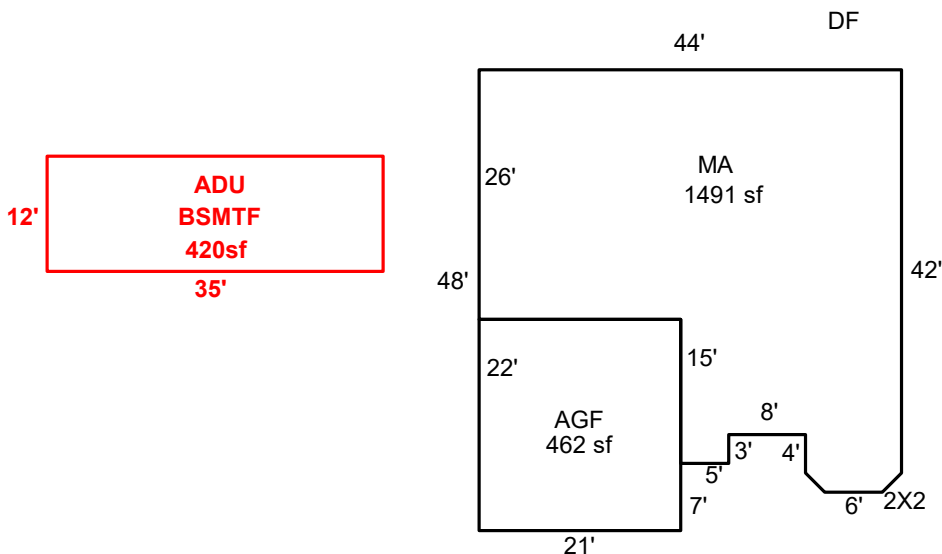 DF
44'
ADU
BSMTF
420sf
12'
35'
MA
1491 sf
26'
48'
42'
22'
15'
AGF
462 sf
8'
3'
4'
5'
7'
6'
2X2
21'